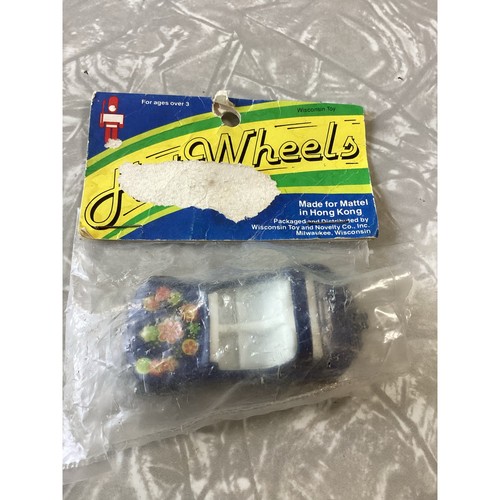 For ages over 3
Wisconsin Toy
Wheels
Made for Mattel
in Hong Kong
Packaged and Distributed by
Wisconsin Toy and Novelty Co., Inc.
Milwaukee, Wisconsin